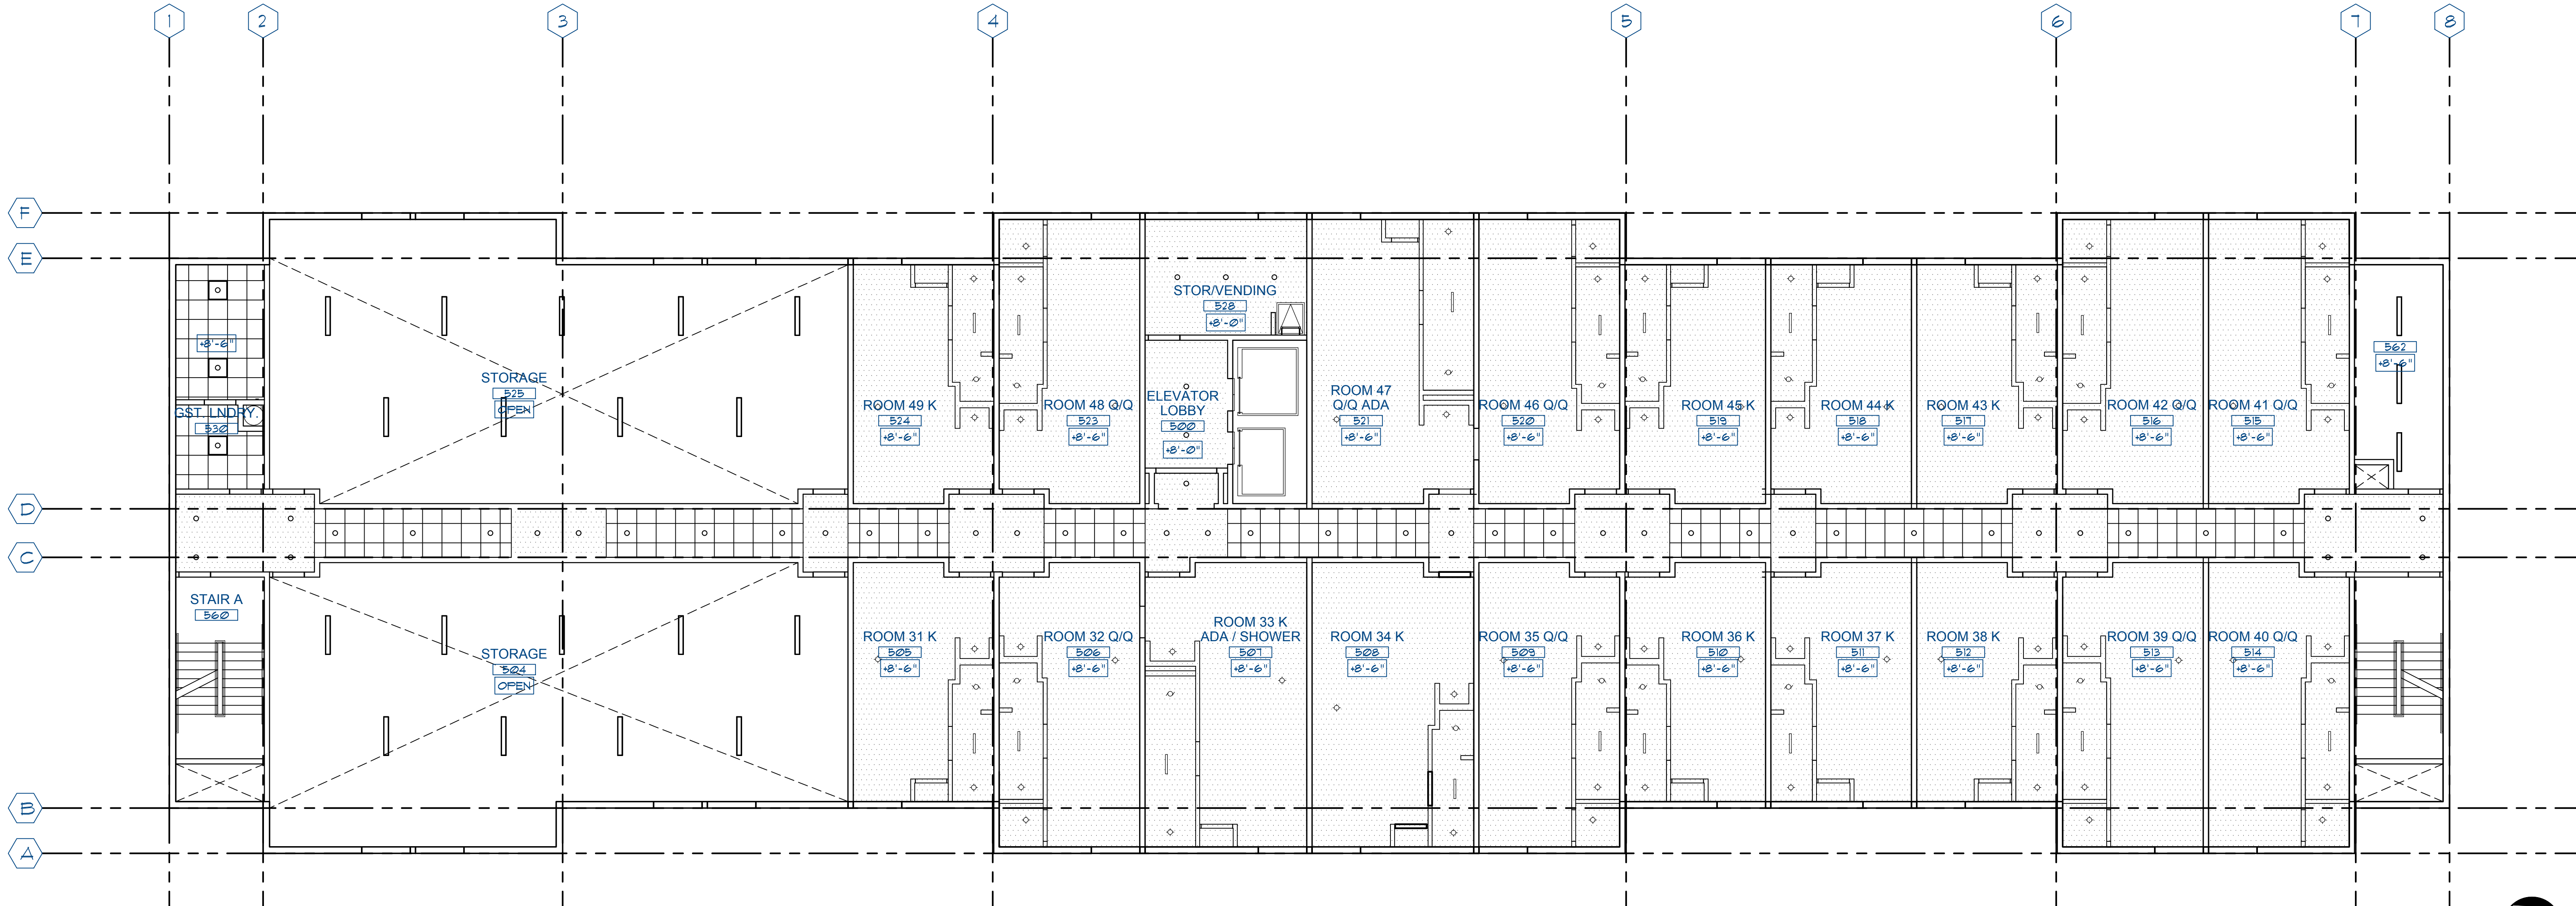 1
2
3
4
5
6
7
8
F
E
D
C
B
A
+8'-6"
GST. LNDRY.
530
STORAGE
525
OPEN
ROOM 49 K
524
+8'-6"
ROOM 48 Q/Q
523
+8'-6"
STOR/VENDING
528
+8'-0"
ELEVATOR
LOBBY
500
+8'-0"
ROOM 47
Q/Q ADA
521
+8'-6"
ROOM 46 Q/Q
520
+8'-6"
ROOM 45 K
519
+8'-6"
ROOM 44 K
518
+8'-6"
ROOM 43 K
517
+8'-6"
ROOM 42 Q/Q
516
+8'-6"
ROOM 41 Q/Q
515
+8'-6"
562
+8'-6"
STAIR A
560
STORAGE
504
OPEN
ROOM 31 K
505
+8'-6"
ROOM 32 Q/Q
506
+8'-6"
ROOM 33 K
ADA / SHOWER
507
+8'-6"
ROOM 34 K
508
+8'-6"
ROOM 35 Q/Q
509
+8'-6"
ROOM 36 K
510
+8'-6"
ROOM 37 K
511
+8'-6"
ROOM 38 K
512
+8'-6"
ROOM 39 Q/Q
513
+8'-6"
ROOM 40 Q/Q
514
+8'-6"